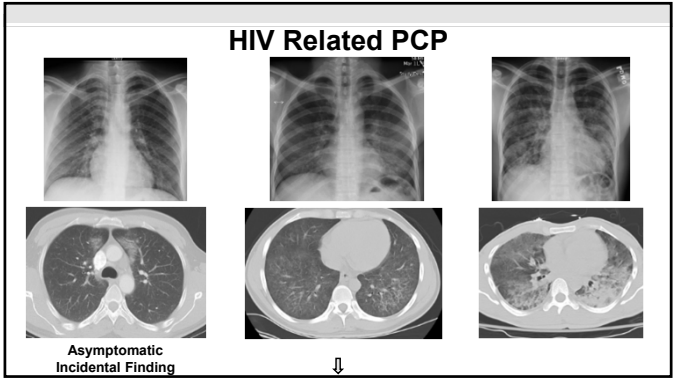 HIV Related PCP
Asymptomatic
Incidental Finding